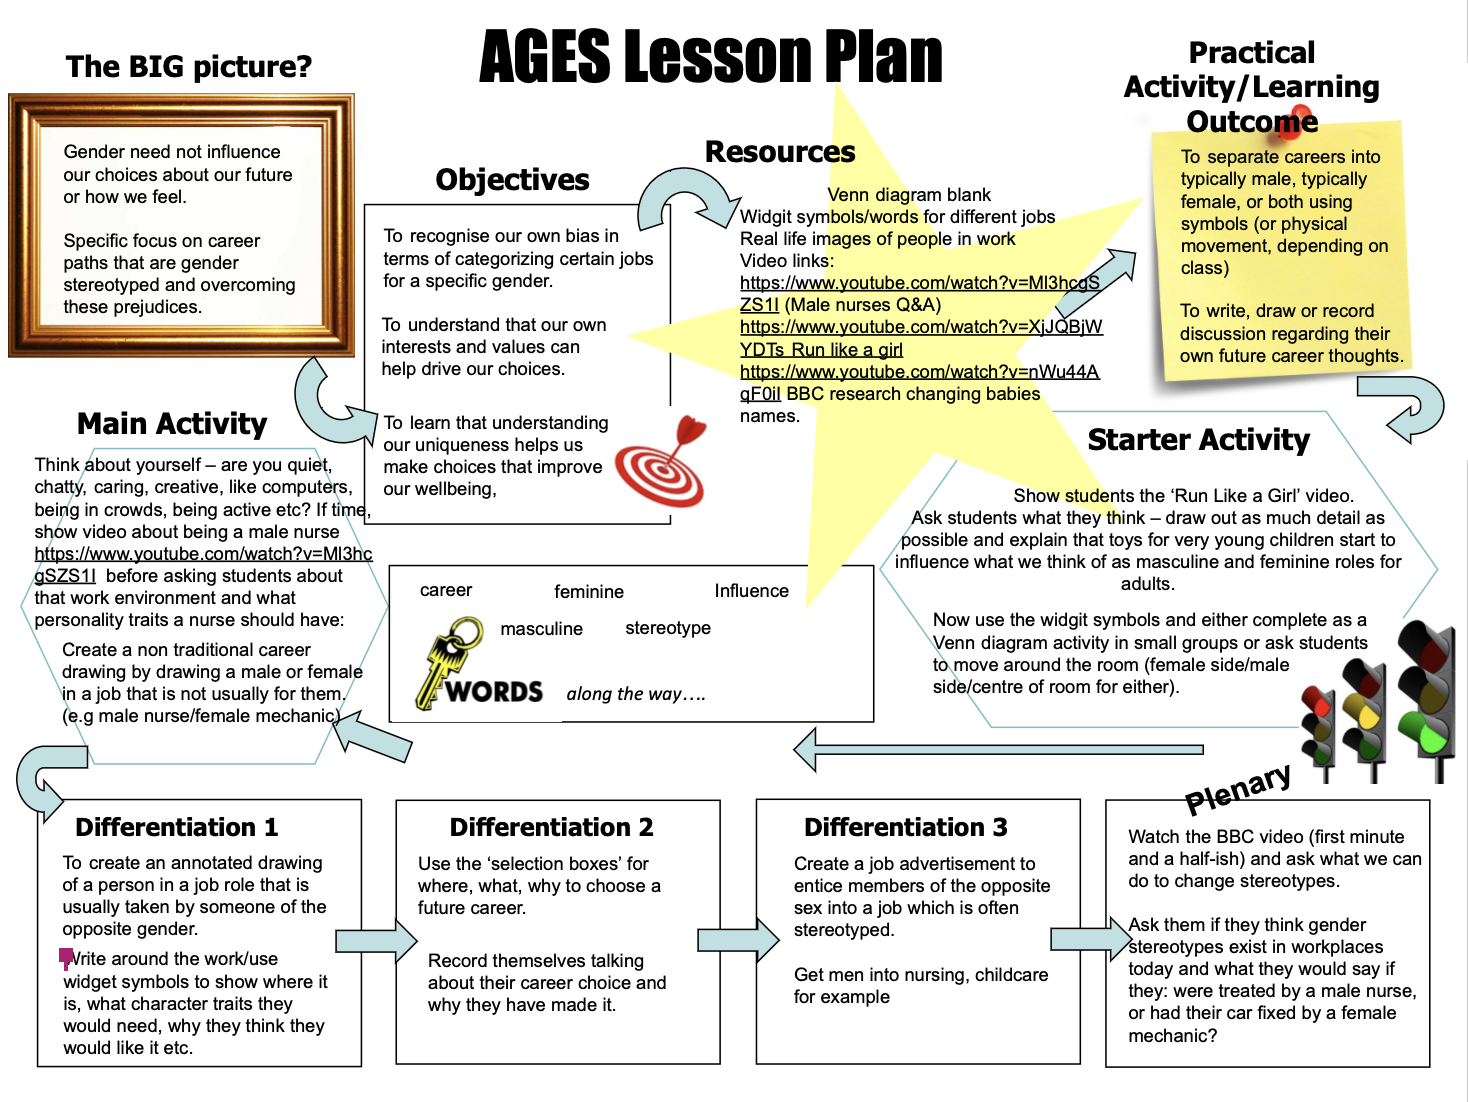 AGES Lesson Plan
The BIG picture?
Gender need not influence
our choices about our future
or how we feel.
Specific focus on career
paths that are gender
stereotyped and overcoming
these prejudices.
Objectives
To recognise our own bias in
terms of categorizing certain jobs
for a specific gender.
To understand that our own
interests and values can
help drive our choices.
To learn that understanding
our uniqueness helps us
make choices that improve
our wellbeing,
Resources
Venn diagram blank
Widgit symbols/words for different jobs
Real life images of people in work
Video links:
https://www.youtube.com/watch?v=Ml3hcgS
ZS1I (Male nurses Q&A)
https://www.youtube.com/watch?v=XjJQBjW
YDTs Run like a girl
https://www.youtube.com/watch?v=nWu44A
qF0iI BBC research changing babies
names.
Practical
Activity/Learning
Outcome
To separate careers into
typically male, typically
female, or both using
symbols (or physical
movement, depending on
class)
To write, draw or record
discussion regarding their
own future career thoughts.
Starter Activity
Show students the ‘Run Like a Girl’ video.
Ask students what they think – draw out as much detail as
possible and explain that toys for very young children start to
influence what we think of as masculine and feminine roles for
adults.
Now use the widgit symbols and either complete as a
Venn diagram activity in small groups or ask students
to move around the room (female side/male
side/centre of room for either).
career
feminine
Influence
masculine
stereotype
WORDS
along the way….
Main Activity
Think about yourself – are you quiet,
chatty, caring, creative, like computers,
being in crowds, being active etc? If time,
show video about being a male nurse
https://www.youtube.com/watch?v=Ml3hc
gSZS1I before asking students about
that work environment and what
personality traits a nurse should have:
Create a non traditional career
drawing by drawing a male or female
in a job that is not usually for them.
(e.g male nurse/female mechanic)
Differentiation 1
To create an annotated drawing
of a person in a job role that is
usually taken by someone of the
opposite gender.
Write around the work/use
widget symbols to show where it
is, what character traits they
would need, why they think they
would like it etc.
Differentiation 2
Use the ‘selection boxes’ for
where, what, why to choose a
future career.
Record themselves talking
about their career choice and
why they have made it.
Differentiation 3
Create a job advertisement to
entice members of the opposite
sex into a job which is often
stereotyped.
Get men into nursing, childcare
for example
Plenary
Watch the BBC video (first minute
and a half-ish) and ask what we can
do to change stereotypes.
Ask them if they think gender
stereotypes exist in workplaces
today and what they would say if
they: were treated by a male nurse,
or had their car fixed by a female
mechanic?